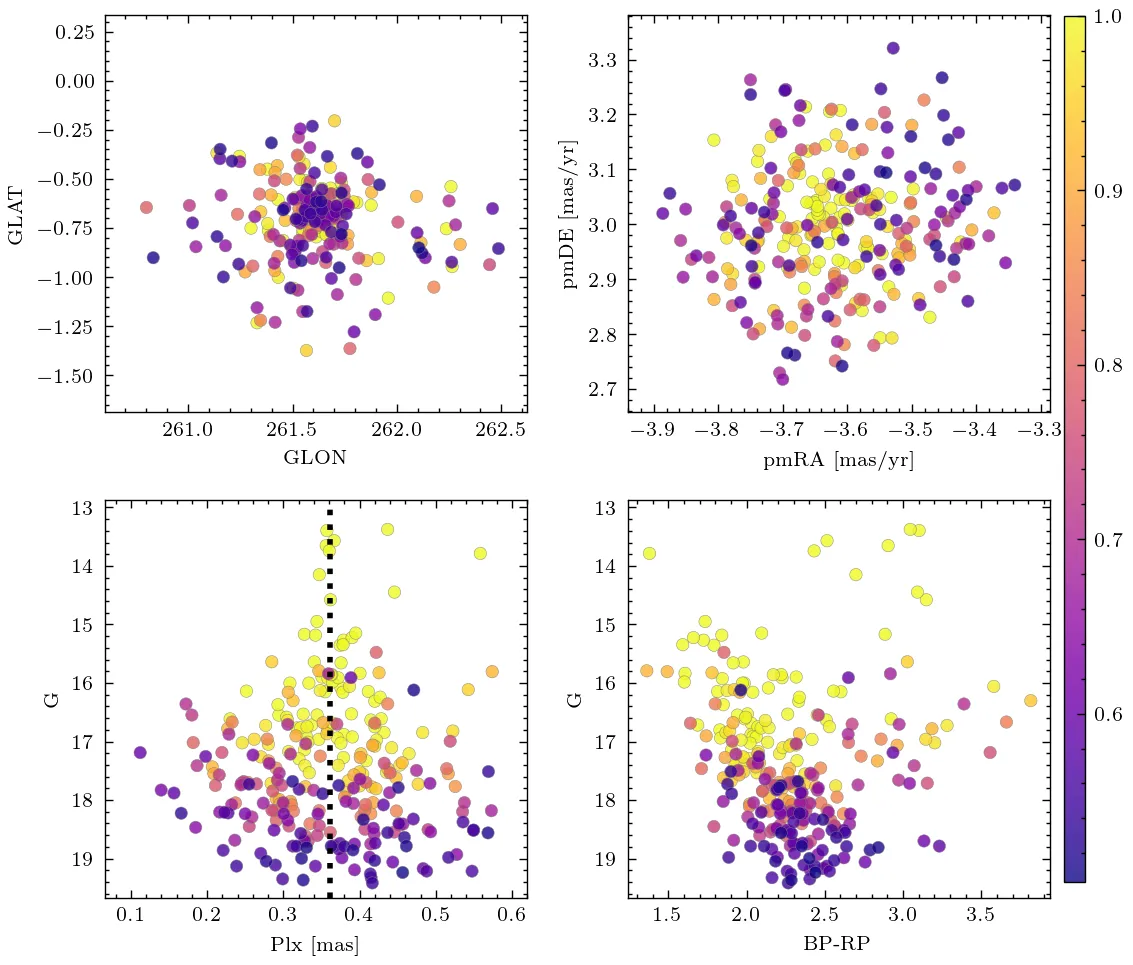 0.25
0.00
−0.25
−0.50
−0.75
−1.00
−1.25
−1.50
GLAT
261.0 261.5 262.0 262.5
GLON
3.3
3.2
3.1
3.0
2.9
2.8
2.7
pmDE [mas/yr]
−3.9 −3.8 −3.7 −3.6 −3.5 −3.4 −3.3
pmRA [mas/yr]
1.0
0.9
0.8
0.7
0.6
13
14
15
16
17
18
19
G
0.1 0.2 0.3 0.4 0.5 0.6
Plx [mas]
13
14
15
16
17
18
19
G
1.5 2.0 2.5 3.0 3.5
BP-RP